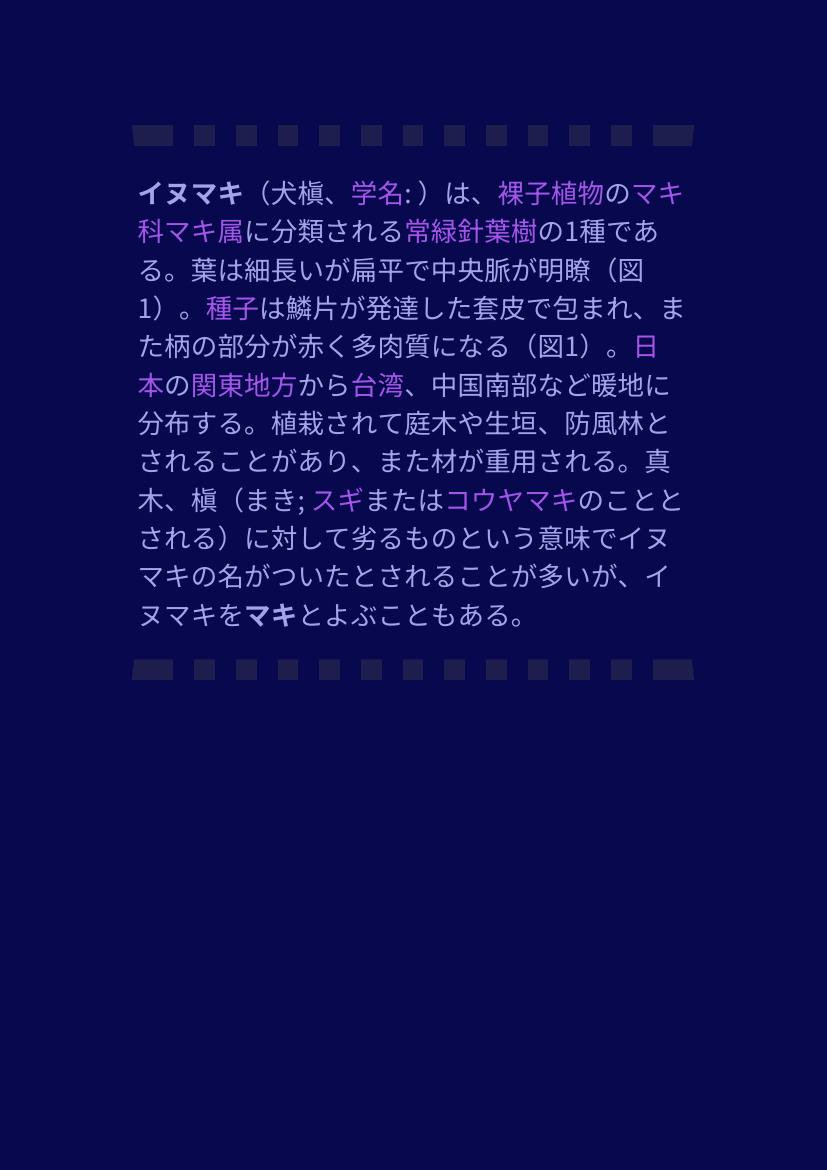 イヌマキ（犬槇、学名: ）は、裸子植物のマキ
科マキ属に分類される常緑針葉樹の1種であ
る。葉は細長いが扁平で中央脈が明瞭（図
1）。種子は鱗片が発達した套皮で包まれ、ま
た柄の部分が赤く多肉質になる（図1）。日
本の関東地方から台湾、中国南部など暖地に
分布する。植栽されて庭木や生垣、防風林と
されることがあり、また材が重用される。真
木、槇（まき; スギまたはコウヤマキのことと
される）に対して劣るものという意味でイヌ
マキの名がついたとされることが多いが、イ
ヌマキをマキとよぶこともある。